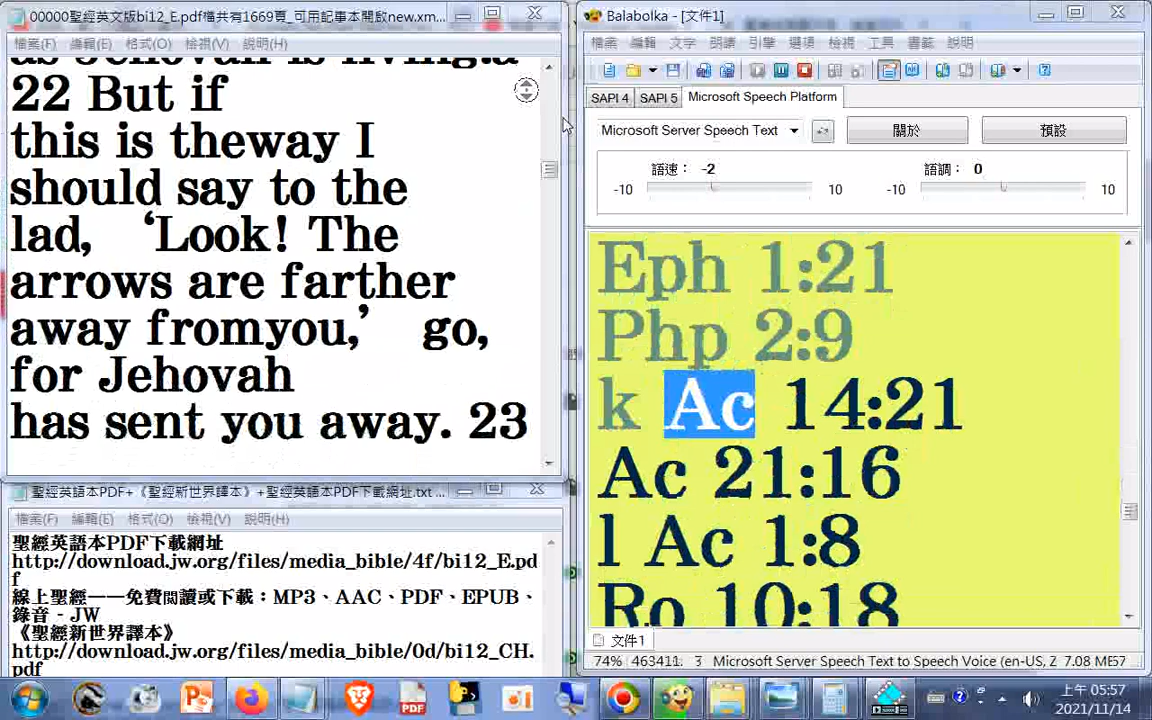 00000聖經英文版bi12_E.pdf檔共有1669頁_可用記事本開啟new.xm...
檔案(F) 編輯(E) 格式(O) 檢視(V) 說明(H)
as Jehovah is living.a
22 But if
this is theway I
should say to the
lad, ‘Look! The
arrows are farther
away fromyou,’ go,
for Jehovah
has sent you away. 23
聖經英語本PDF+《聖經新世界譯本》+聖經英語本PDF下載網址.txt ...
檔案(F) 編輯(E) 格式(O) 檢視(V) 說明(H)
聖經英語本PDF下載網址
http://download.jw.org/files/media_bible/4f/bi12_E.pd
f
線上聖經——免費閱讀或下載：MP3、AAC、PDF、EPUB、
錄音 - JW
《聖經新世界譯本》
http://download.jw.org/files/media_bible/0d/bi12_CH.
pdf
Balabolka - [文件1]
檔案 編輯 文字 朗讀 引擎 選項 檢視 工具 書籤 說明
SAPI 4 SAPI 5 Microsoft Speech Platform
Microsoft Server Speech Text 關於 預設
語速： -2 語調： 0
-10 10 -10 10
Eph 1:21
Php 2:9
k Ac 14:21
Ac 21:16
l Ac 1:8
Ro 10:18
文件1
74% 463411. 3 Microsoft Server Speech Text to Speech Voice (en-US, Z 7.08 ME57
上午 05:57
2021/11/14